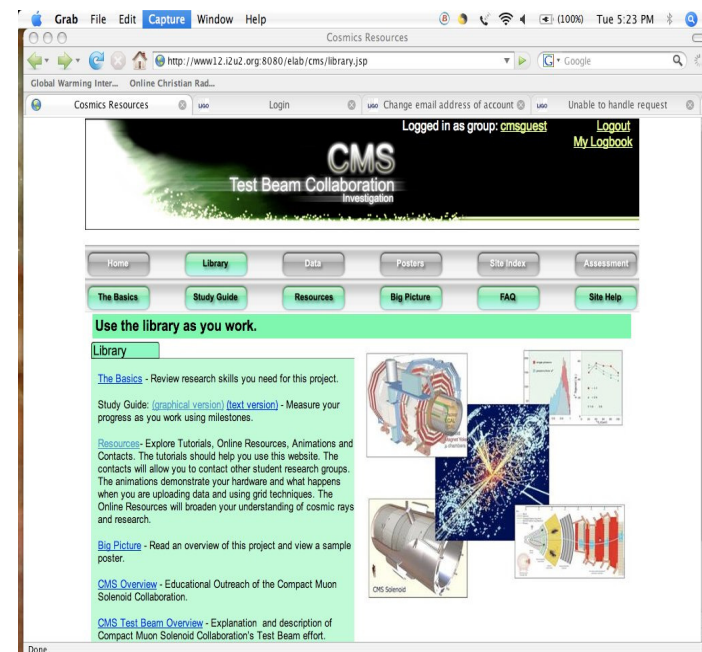 Grab File Edit Capture Window Help (100%) Tue 5:23 PM
Cosmics Resources
http://www12.i2u2.org:8080/elab/cms/library.jsp Google
Global Warming Inter... Online Christian Rad...
Cosmics Resources Login Change email address of account Unable to handle request
Logged in as group: cmsguest Logout
My Logbook
CMS
Test Beam Collaboration
Investigation
Home Library Data Posters Site Index Assessment
The Basics Study Guide Resources Big Picture FAQ Site Help
Use the library as you work.
Library
The Basics - Review research skills you need for this project.
Study Guide: (graphical version) (text version) - Measure your
progress as you work using milestones.
Resources- Explore Tutorials, Online Resources, Animations and
Contacts. The tutorials should help you use this website. The
contacts will allow you to contact other student research groups.
The animations demonstrate your hardware and what happens
when you are uploading data and using grid techniques. The
Online Resources will broaden your understanding of cosmic rays
and research.
Big Picture - Read an overview of this project and view a sample
poster.
CMS Overview - Educational Outreach of the Compact Muon
Solenoid Collaboration.
CMS Test Beam Overview - Explanation and description of
Compact Muon Solenoid Collaboration's Test Beam effort.
CMS Solenoid
Done